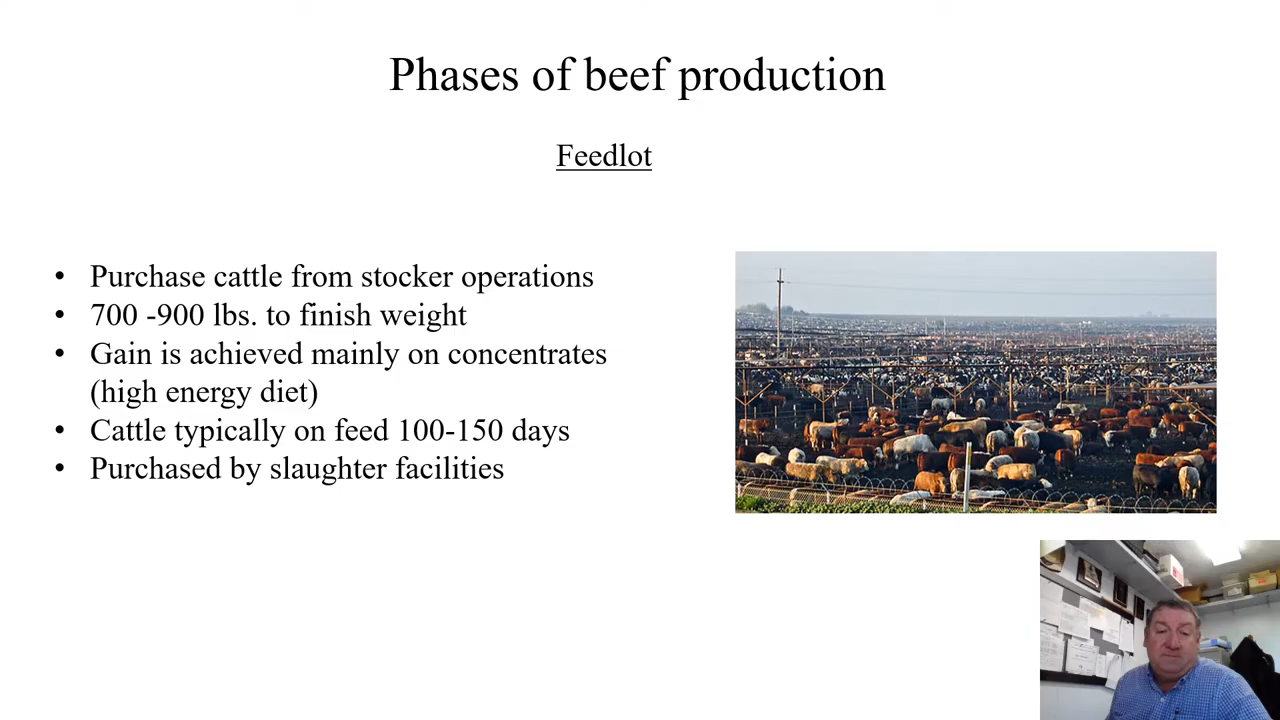 Phases of beef production
Feedlot
• Purchase cattle from stocker operations
• 700 -900 lbs. to finish weight
• Gain is achieved mainly on concentrates
(high energy diet)
• Cattle typically on feed 100-150 days
• Purchased by slaughter facilities